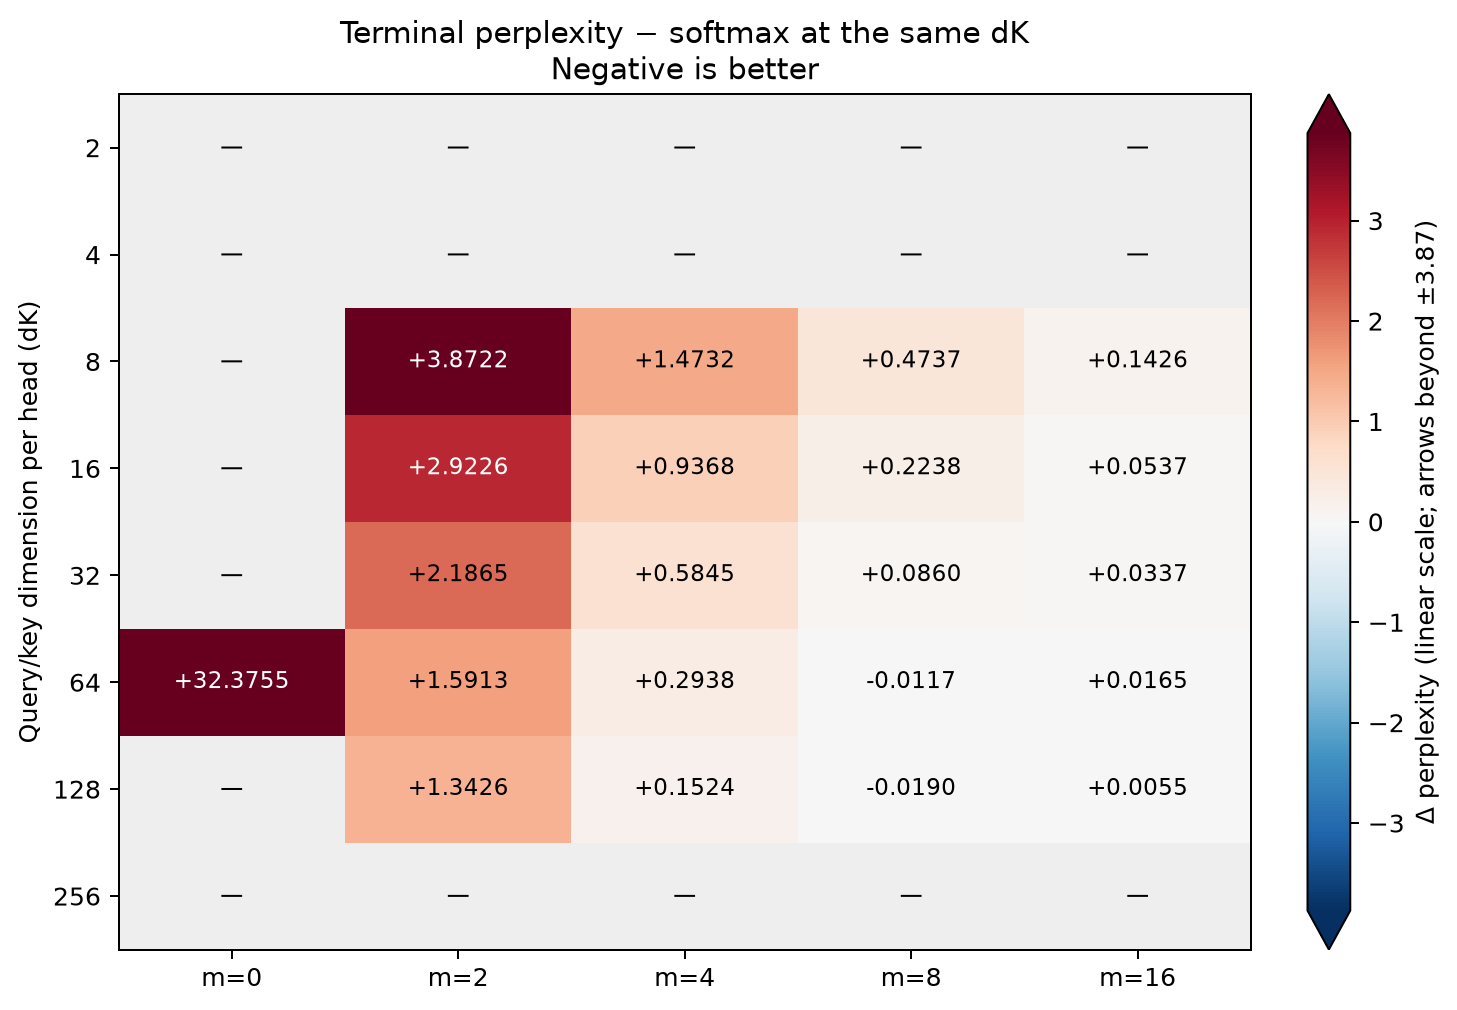 Terminal perplexity − softmax at the same dK
Negative is better
Query/key dimension per head (dK)
2 — — — — —
4 — — — — —
8 — +3.8722 +1.4732 +0.4737 +0.1426
16 — +2.9226 +0.9368 +0.2238 +0.0537
32 — +2.1865 +0.5845 +0.0860 +0.0337
64 +32.3755 +1.5913 +0.2938 -0.0117 +0.0165
128 — +1.3426 +0.1524 -0.0190 +0.0055
256 — — — — —
m=0 m=2 m=4 m=8 m=16
3
2
1
0
−1
−2
−3
Δ perplexity (linear scale; arrows beyond ±3.87)